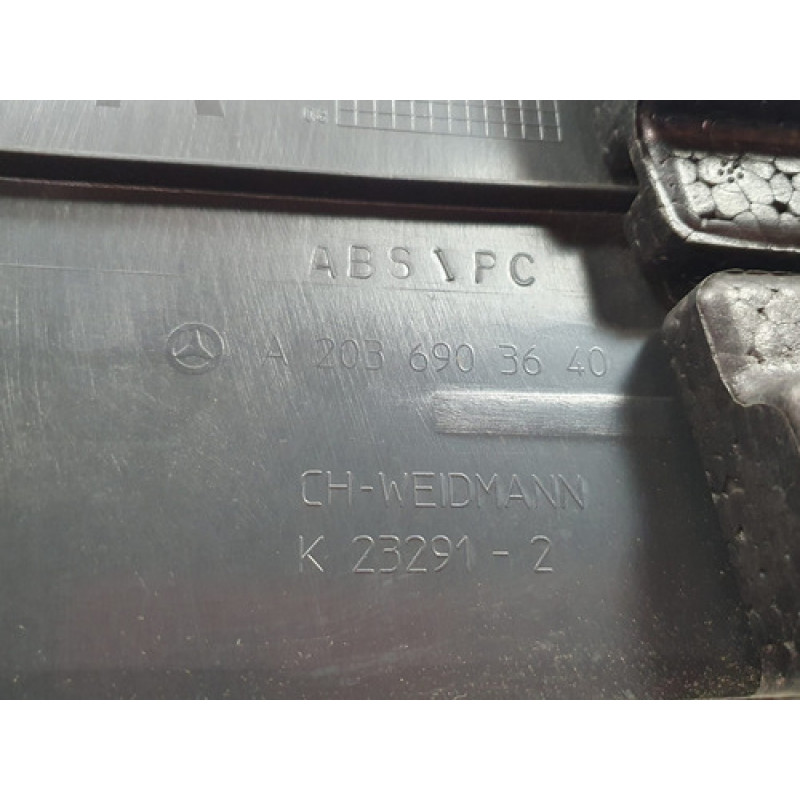 ABS\PC
A 203 690 36 40
CH-WEIDMANN
K 23291-2